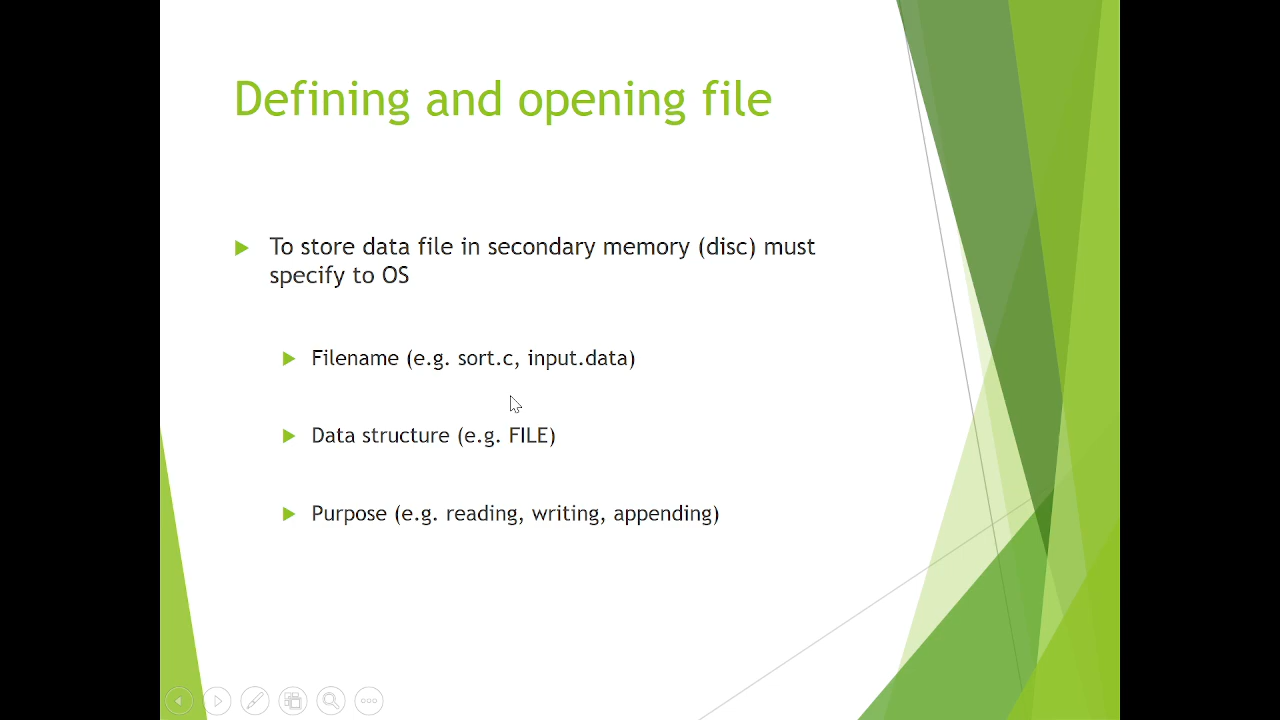 Defining and opening file
To store data file in secondary memory (disc) must
specify to OS
Filename (e.g. sort.c, input.data)
Data structure (e.g. FILE)
Purpose (e.g. reading, writing, appending)